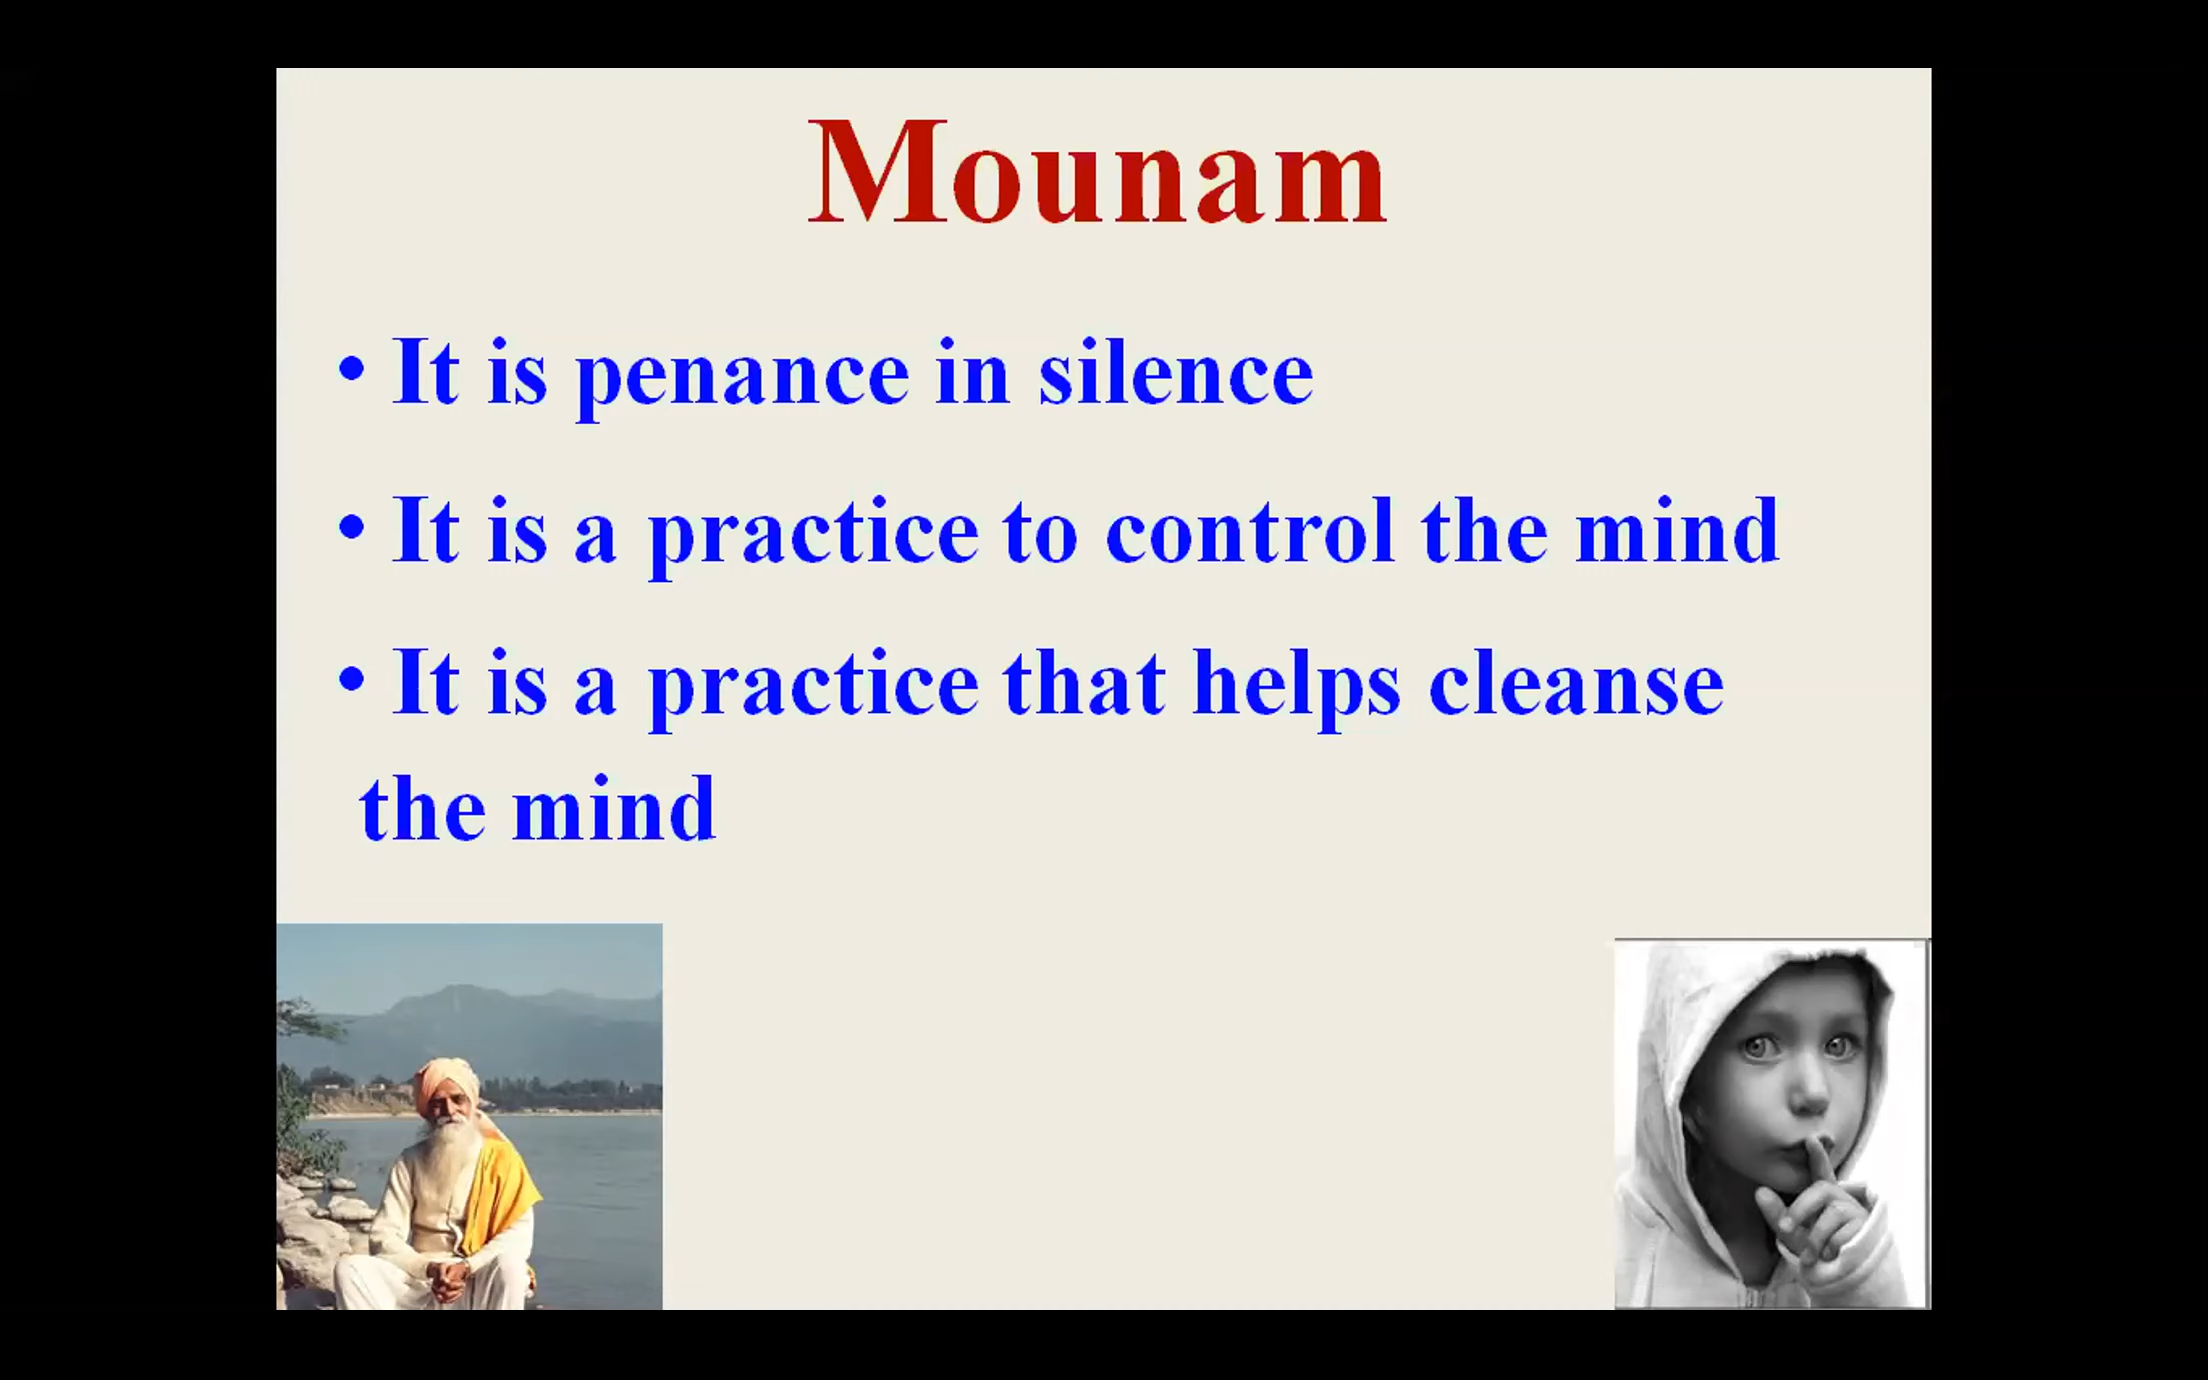 Mounam
• It is penance in silence
• It is a practice to control the mind
• It is a practice that helps cleanse
the mind